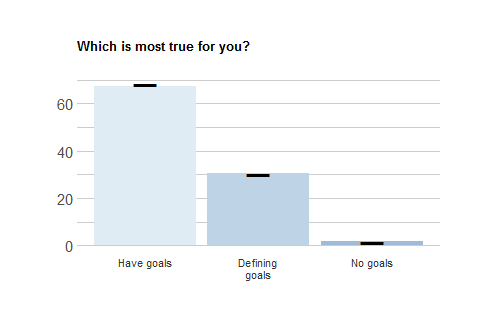 Which is most true for you?
60
40
20
0
Have goals
Defining
goals
No goals